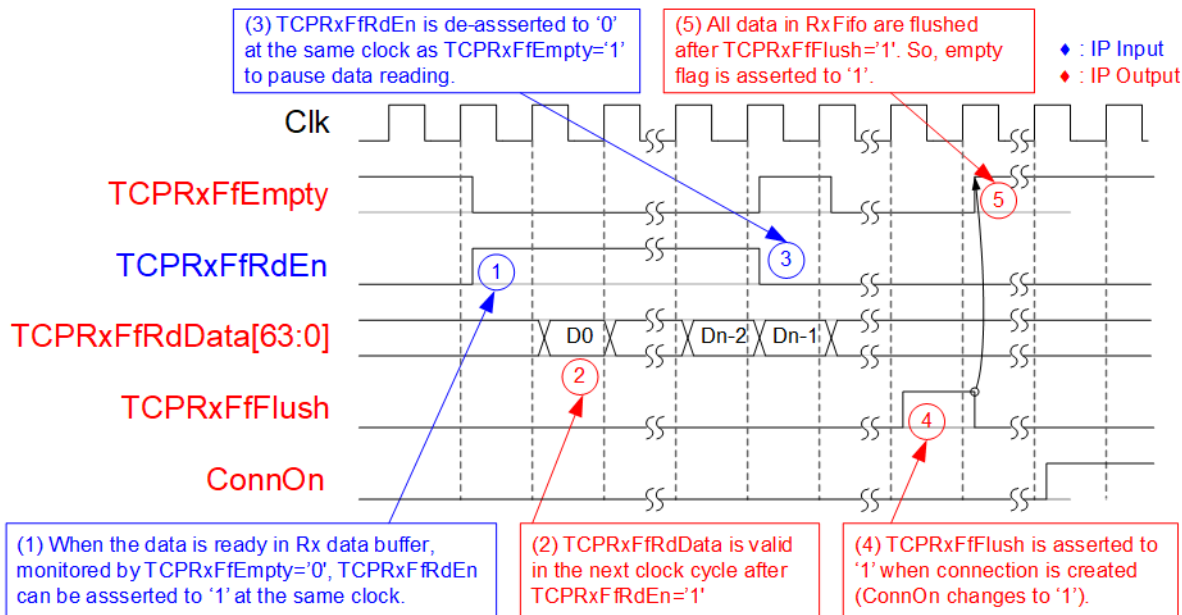 (3) TCPRxFfRdEn is de-assserted to ‘0’
at the same clock as TCPRxFfEmpty=‘1’
to pause data reading.
(5) All data in RxFifo are flushed
after TCPRxFfFlush='1'. So, empty
flag is asserted to ‘1’.
♦ : IP Input
♦ : IP Output
Clk
TCPRxFfEmpty
5
TCPRxFfRdEn
1
3
TCPRxFfRdData[63:0]
D0
Dn-2
Dn-1
2
TCPRxFfFlush
4
ConnOn
(1) When the data is ready in Rx data buffer,
monitored by TCPRxFfEmpty=‘0', TCPRxFfRdEn
can be assserted to ‘1’ at the same clock.
(2) TCPRxFfRdData is valid
in the next clock cycle after
TCPRxFfRdEn='1'
(4) TCPRxFfFlush is asserted to
‘1’ when connection is created
(ConnOn changes to ‘1’).